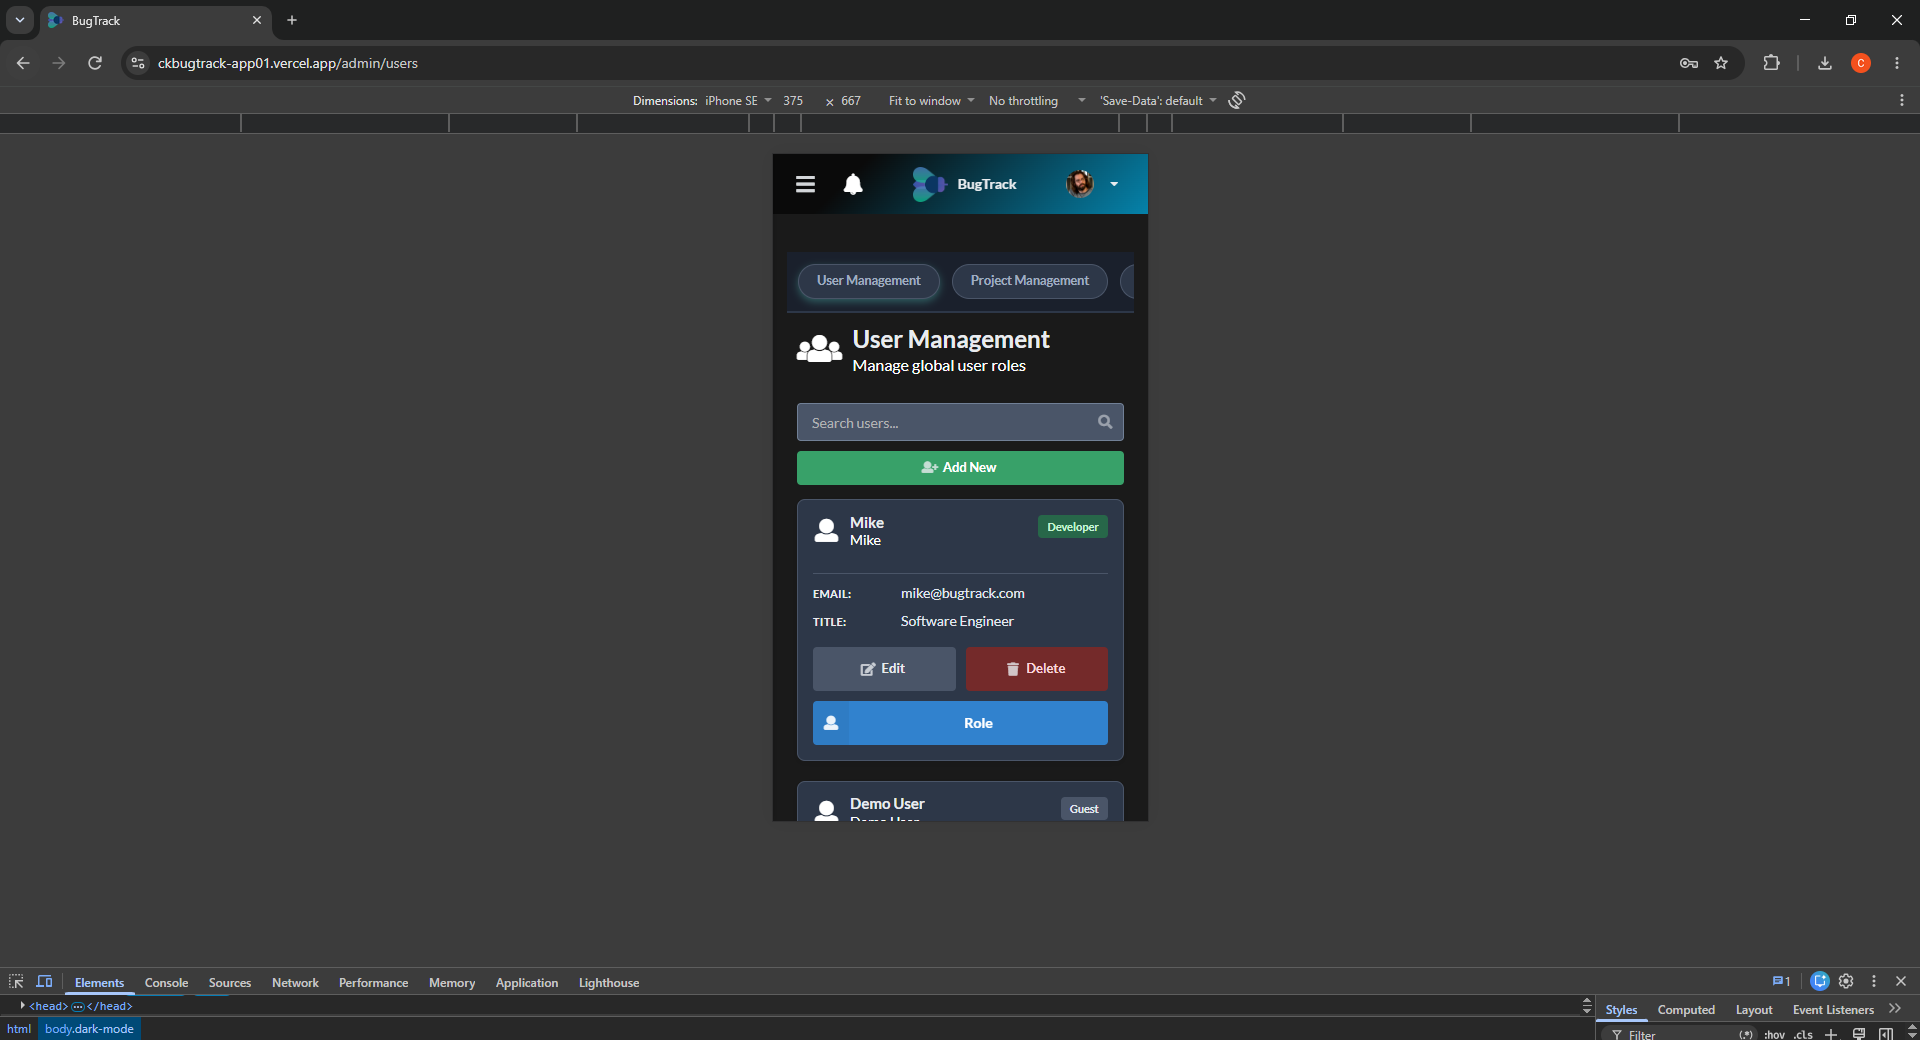 BugTrack
ckbugtrack-app01.vercel.app/admin/users
C
Dimensions: iPhone SE 375 × 667 Fit to window No throttling 'Save-Data': default
BugTrack
User Management Project Management
User Management
Manage global user roles
Search users...
Add New
Mike
Mike
Developer
EMAIL: mike@bugtrack.com
TITLE: Software Engineer
Edit Delete
Role
Demo User
Demo User
Guest
Elements Console Sources Network Performance Memory Application Lighthouse 1
<head> </head>
html body.dark-mode
Styles Computed Layout Event Listeners
Filter (.*) :hov .cls